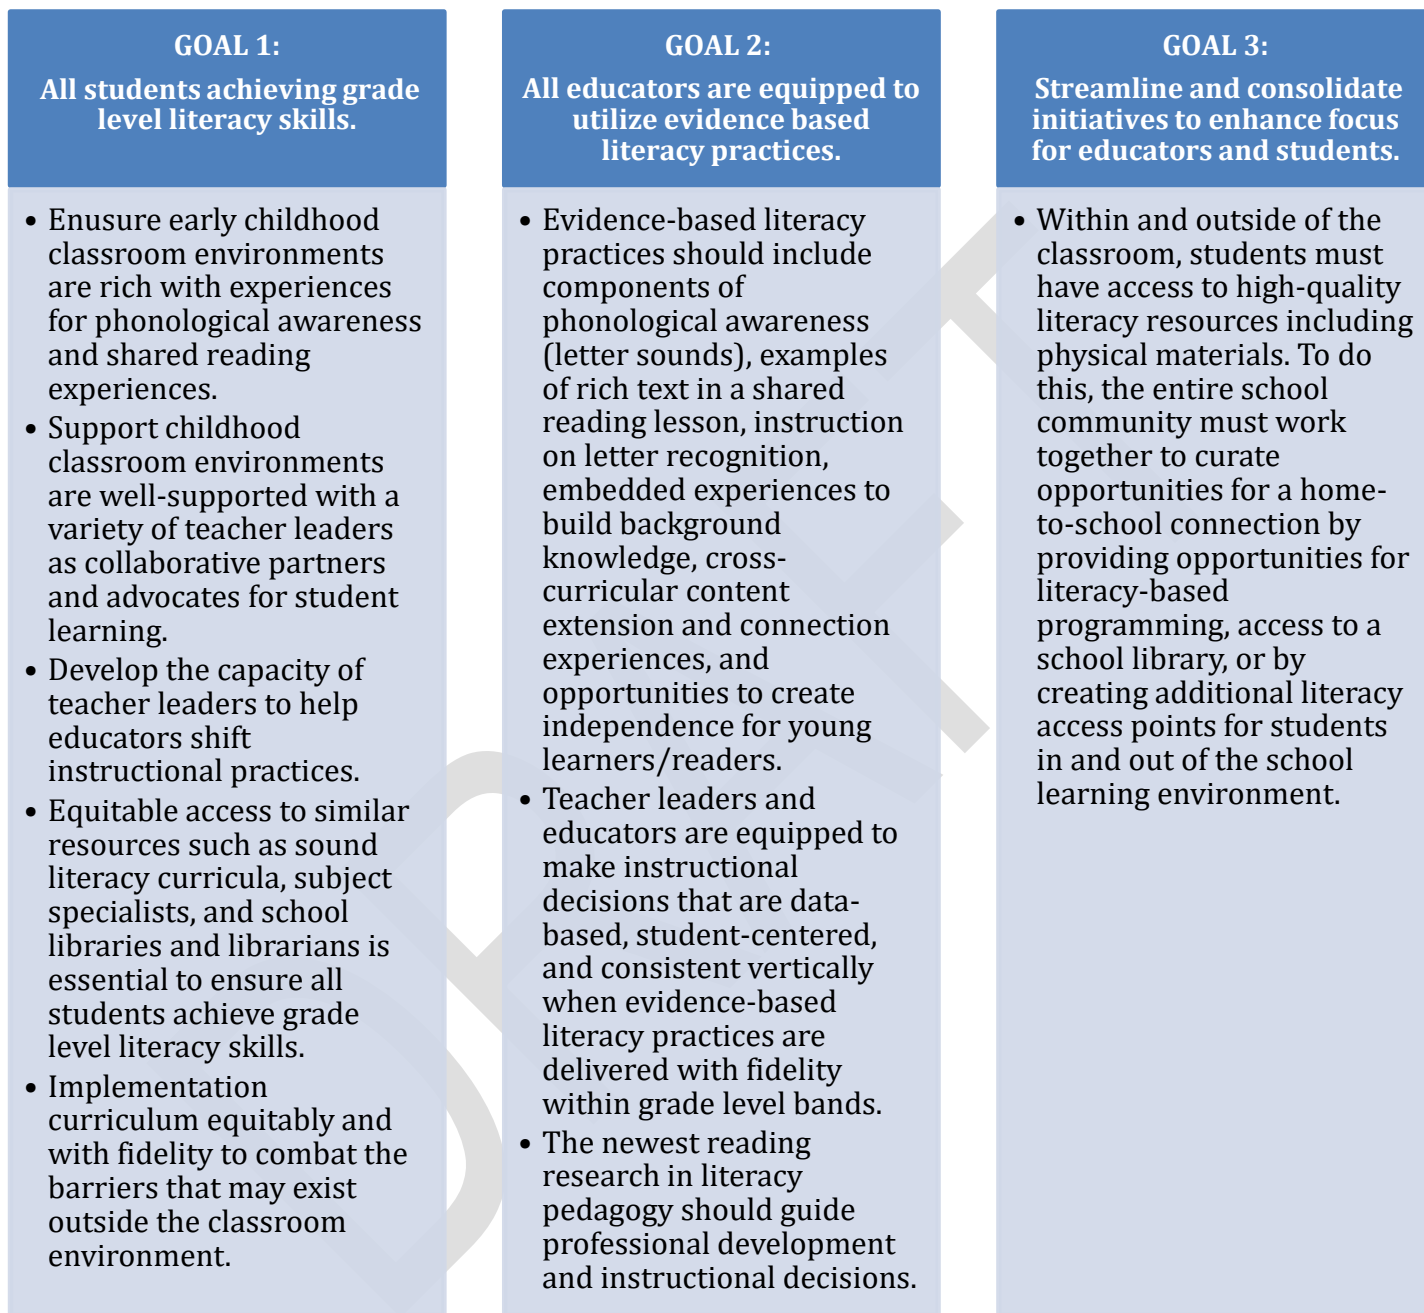 GOAL 1:
All students achieving grade
level literacy skills.
• Enusure early childhood
classroom environments
are rich with experiences
for phonological awareness
and shared reading
experiences.
• Support childhood
classroom environments
are well-supported with a
variety of teacher leaders
as collaborative partners
and advocates for student
learning.
• Develop the capacity of
teacher leaders to help
educators shift
instructional practices.
• Equitable access to similar
resources such as sound
literacy curricula, subject
specialists, and school
libraries and librarians is
essential to ensure all
students achieve grade
level literacy skills.
• Implementation
curriculum equitably and
with fidelity to combat the
barriers that may exist
outside the classroom
environment.
GOAL 2:
All educators are equipped to
utilize evidence based
literacy practices.
• Evidence-based literacy
practices should include
components of
phonological awareness
(letter sounds), examples
of rich text in a shared
reading lesson, instruction
on letter recognition,
embedded experiences to
build background
knowledge, cross-
curricular content
extension and connection
experiences, and
opportunities to create
independence for young
learners/readers.
• Teacher leaders and
educators are equipped to
make instructional
decisions that are data-
based, student-centered,
and consistent vertically
when evidence-based
literacy practices are
delivered with fidelity
within grade level bands.
• The newest reading
research in literacy
pedagogy should guide
professional development
and instructional decisions.
GOAL 3:
Streamline and consolidate
initiatives to enhance focus
for educators and students.
• Within and outside of the
classroom, students must
have access to high-quality
literacy resources including
physical materials. To do
this, the entire school
community must work
together to curate
opportunities for a home-
to-school connection by
providing opportunities for
literacy-based
programming, access to a
school library, or by
creating additional literacy
access points for students
in and out of the school
learning environment.
DRAFT